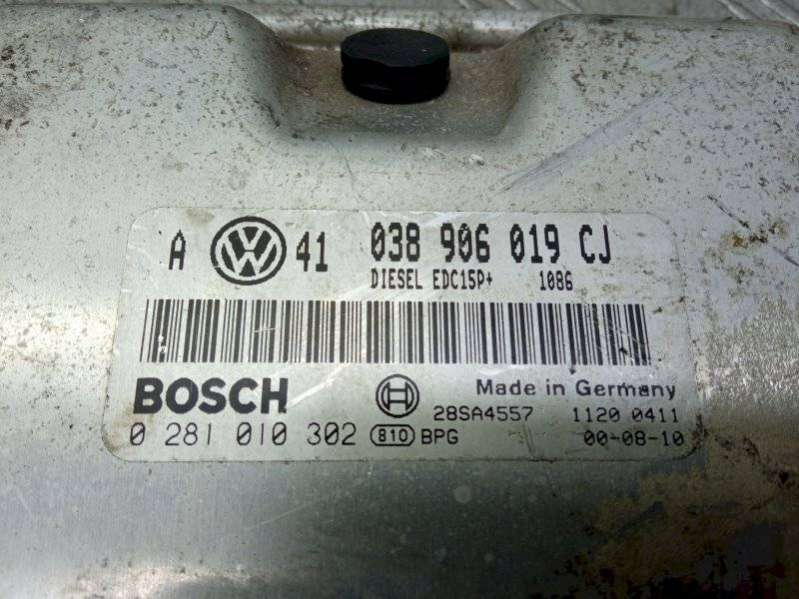 A VW 41 038 906 019 CJ
DIESEL EDC15P+ 1086
BOSCH Made in Germany
28SA4557 1120 0411
0 281 010 302 810 BPG 00-08-10